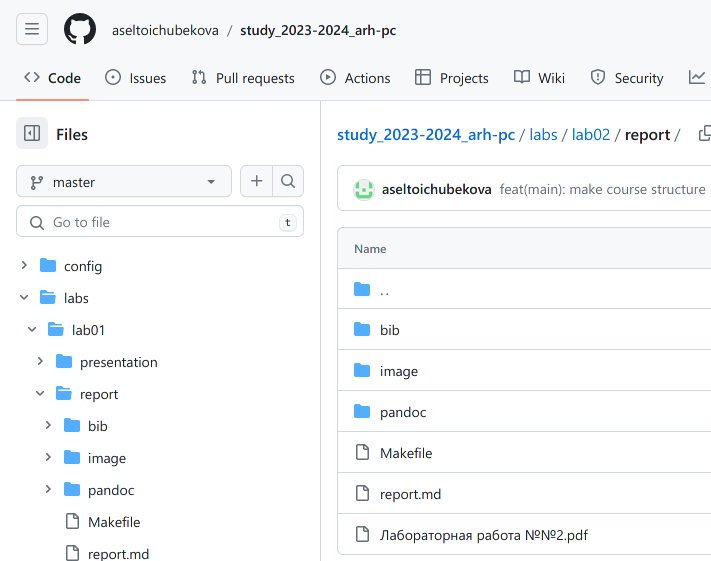 aseltoichubekova / study_2023-2024_arh-pc
Code Issues Pull requests Actions Projects Wiki Security
Files
master
Go to file t
config
labs
lab01
presentation
report
bib
image
pandoc
Makefile
report.md
study_2023-2024_arh-pc / labs / lab02 / report /
aseltoichubekova feat(main): make course structure
Name
..
bib
image
pandoc
Makefile
report.md
Лабораторная работа №№2.pdf